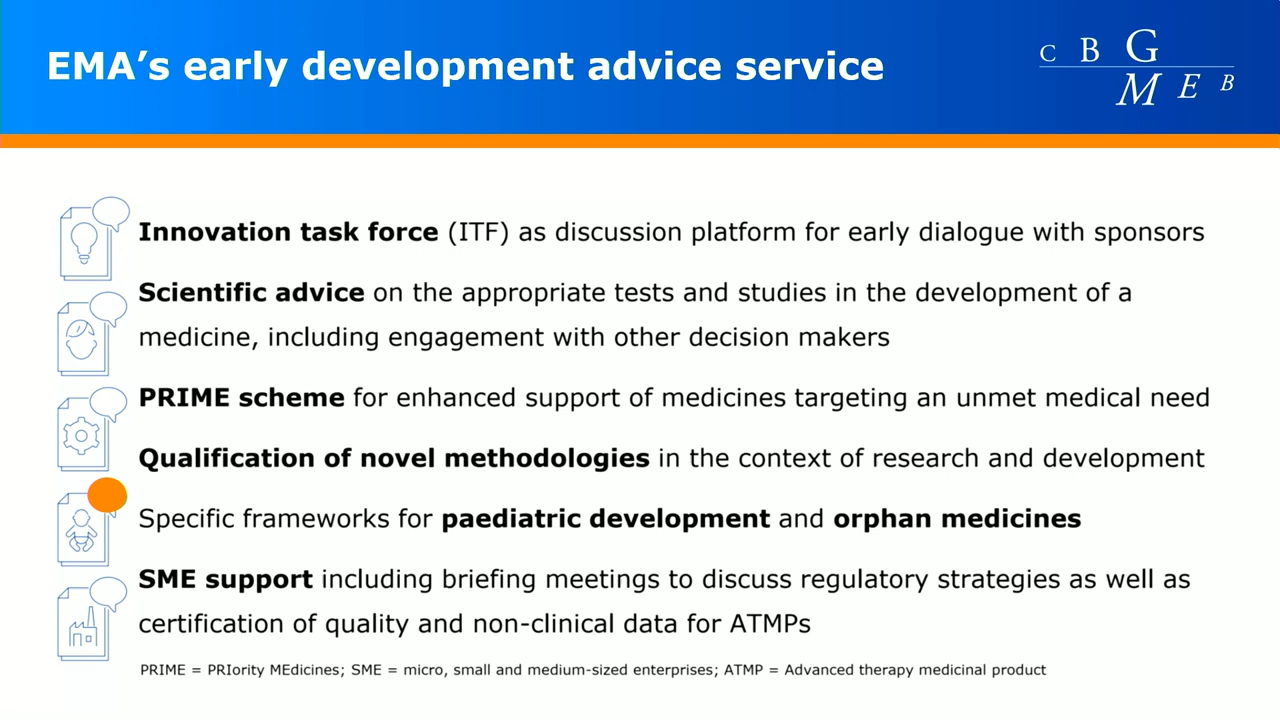 EMA’s early development advice service
C B G
M E B
Innovation task force (ITF) as discussion platform for early dialogue with sponsors
Scientific advice on the appropriate tests and studies in the development of a
medicine, including engagement with other decision makers
PRIME scheme for enhanced support of medicines targeting an unmet medical need
Qualification of novel methodologies in the context of research and development
Specific frameworks for paediatric development and orphan medicines
SME support including briefing meetings to discuss regulatory strategies as well as
certification of quality and non-clinical data for ATMPs
PRIME = PRIority MEdicines; SME = micro, small and medium-sized enterprises; ATMP = Advanced therapy medicinal product